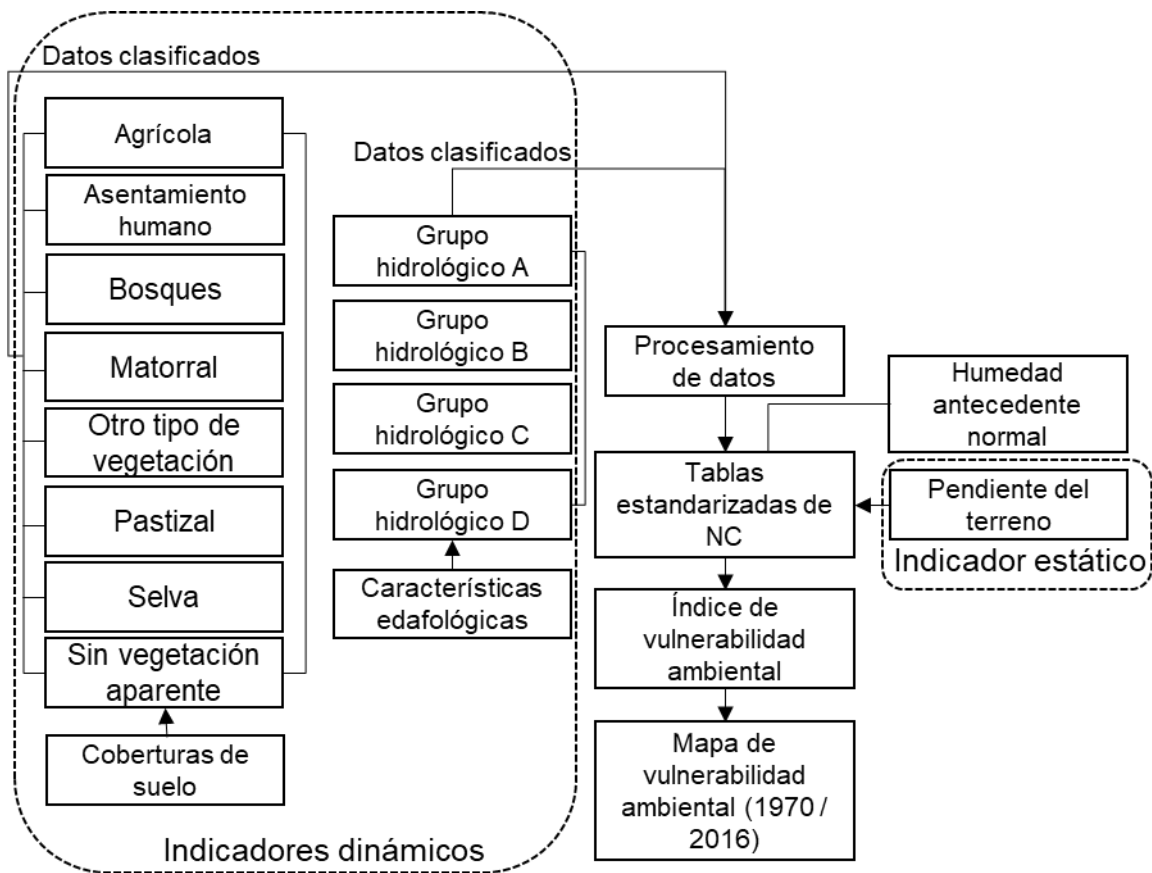 Datos clasificados
Agrícola
Asentamiento
humano
Bosques
Matorral
Otro tipo de
vegetación
Pastizal
Selva
Sin vegetación
aparente
Coberturas de
suelo
Datos clasificados
Grupo
hidrológico A
Grupo
hidrológico B
Grupo
hidrológico C
Grupo
hidrológico D
Características
edafológicas
Indicadores dinámicos
Procesamiento
de datos
Tablas
estandarizadas de
NC
Índice de
vulnerabilidad
ambiental
Mapa de
vulnerabilidad
ambiental (1970 /
2016)
Humedad
antecedente
normal
Pendiente del
terreno
Indicador estático